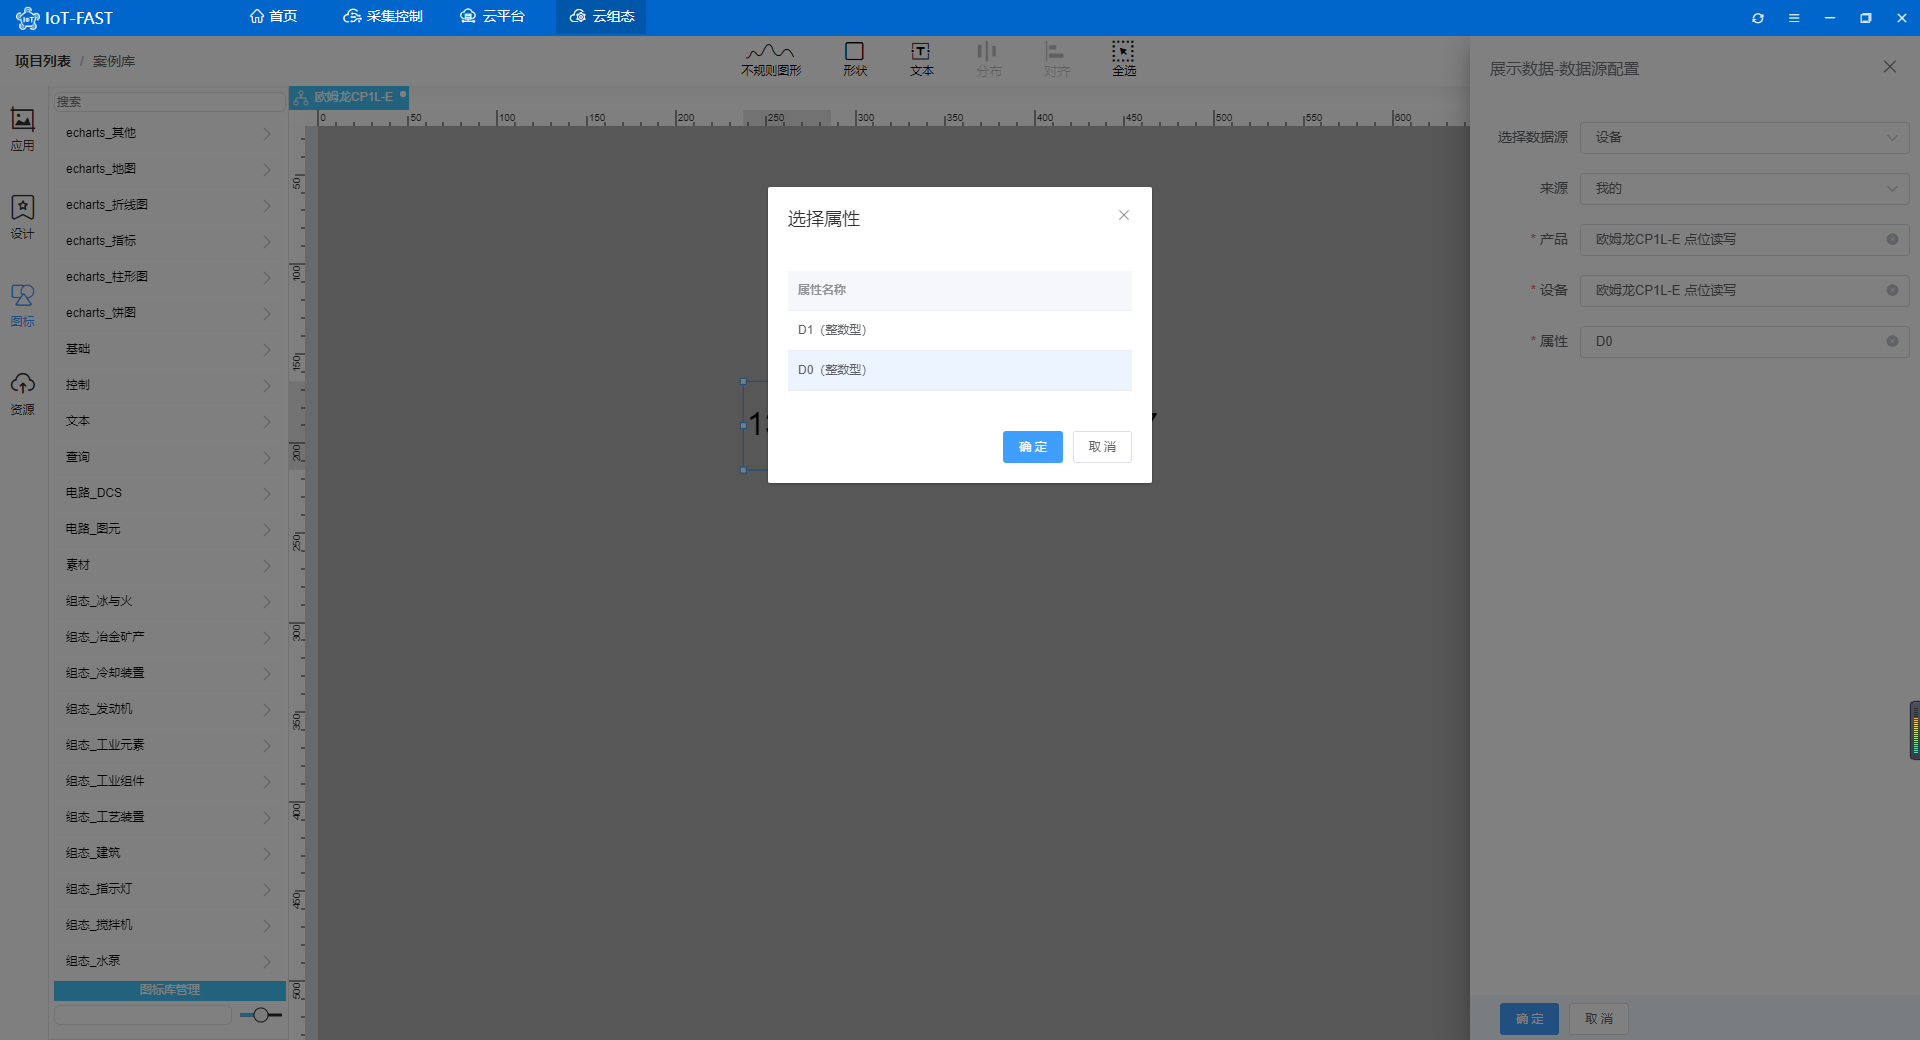 IoT-FAST
首页
采集控制
云平台
云组态
项目列表 / 案例库
不规则图形
形状
文本
分布
对齐
全选
应用
设计
图标
资源
搜索
echarts_其他
echarts_地图
echarts_折线图
echarts_指标
echarts_柱形图
echarts_饼图
基础
控制
文本
查询
电路_DCS
电路_图元
素材
组态_冰与火
组态_冶金矿产
组态_冷却装置
组态_发动机
组态_工业元素
组态_工业组件
组态_工艺装置
组态_建筑
组态_指示灯
组态_搅拌机
组态_水泵
图标库管理
欧姆龙CP1L-E
0 50 100 150 200 250 300 350 400 450 500 550 600
50
100
150
200
250
300
350
400
450
500
选择属性
属性名称
D1（整数型）
D0（整数型）
确 定
取 消
展示数据-数据源配置
选择数据源 设备
来源 我的
* 产品 欧姆龙CP1L-E 点位读写
* 设备 欧姆龙CP1L-E 点位读写
* 属性 D0
确 定
取 消